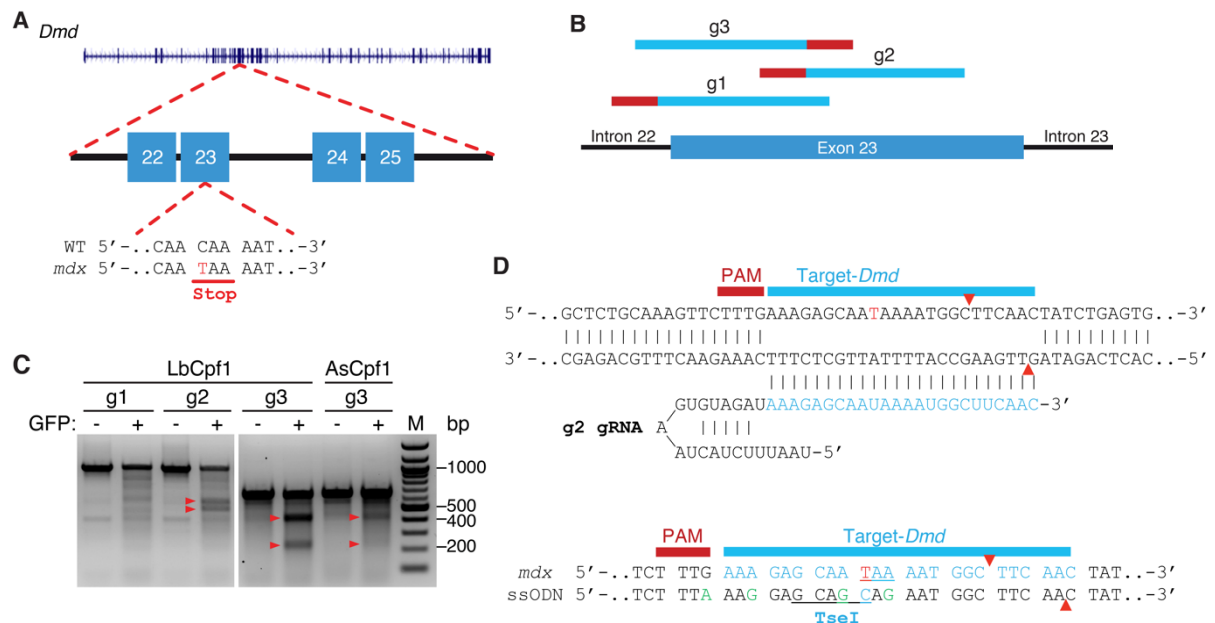 A
Dmd
22 23 24 25
WT 5’-..CAA CAA AAT..-3’
mdx 5’-..CAA TAA AAT..-3’
Stop
B
g3
g2
g1
Intron 22 Exon 23 Intron 23
C
LbCpf1 AsCpf1
g1 g2 g3 g3
GFP: - + - + - + - + M bp
1000
500
400
200
D
PAM Target-Dmd
5’-..GCTCTGCAAAGTTCTTTGAAAGAGCAATAAAATGGCTTCAACTATCTGAGTG..-3’
3’-..CGAGACGTTTCAAGAAACTTTCTCGTTATTTTACCGAAGTTGATAGACTCAC..-5’
GUGUAGAUAAAGAGCAAUAAAAUGGCUUCAAC-3’
g2 gRNA A
AUCAUCUUUAAU-5’
PAM Target-Dmd
mdx ..TCT TTG AAA GAG CAA TAA AAT GGC TTC AAC TAT..-3’
ssODN ..TCT TTA AAG GAG CAG CAG AAT GGC TTC AAC TAT..-3’
TseI